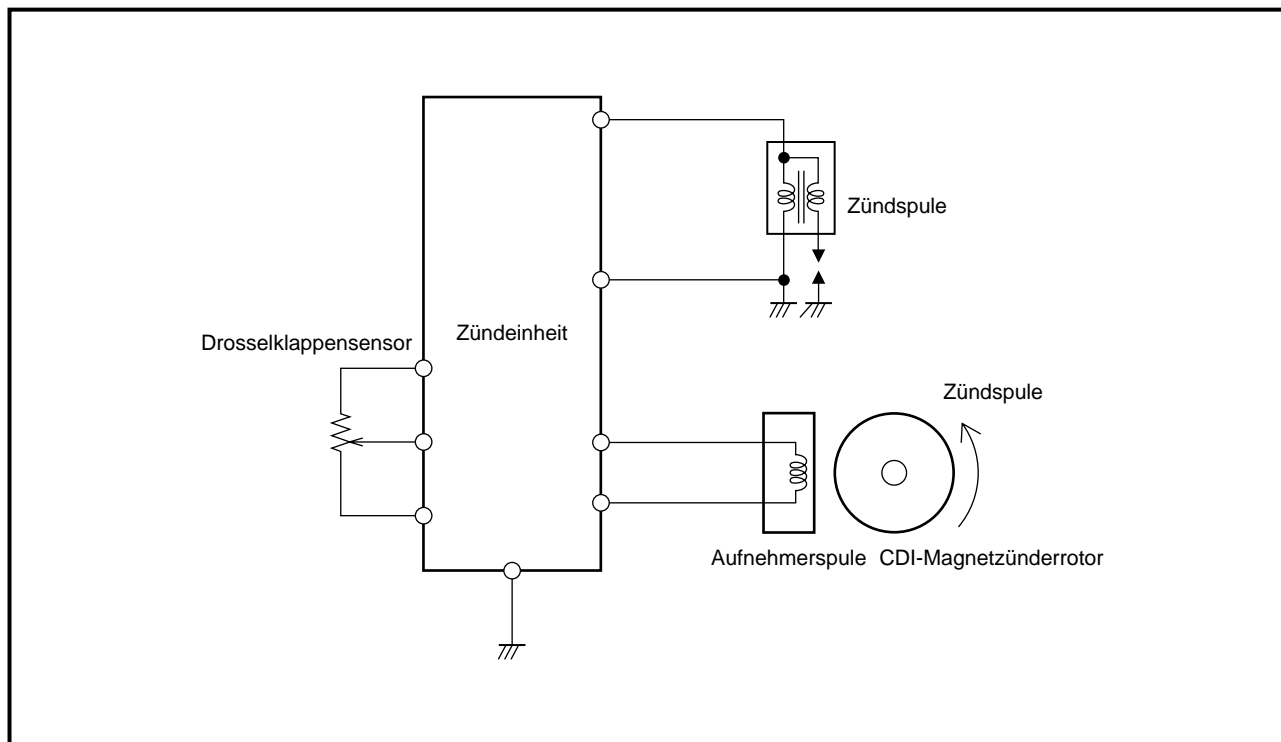 Zündspule
Zündeinheit
Drosselklappensensor
Zündspule
Aufnehmerspule CDI-Magnetzünderrotor